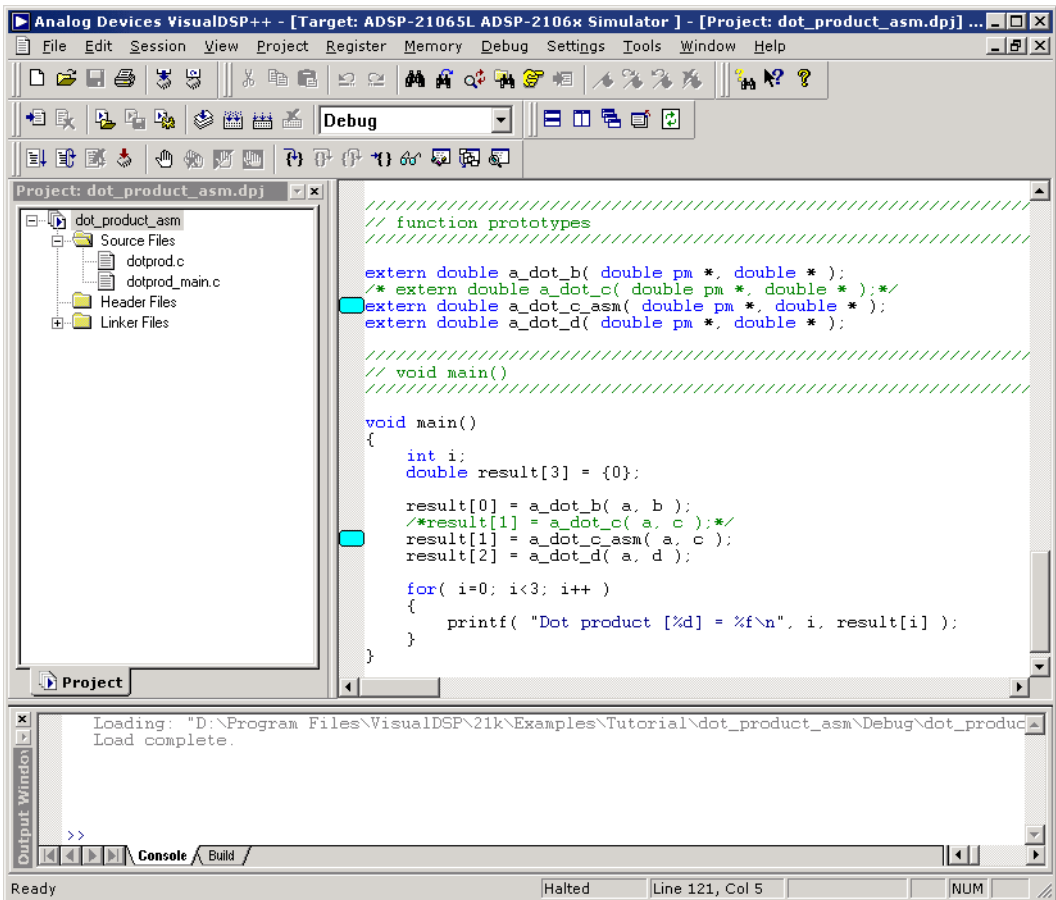 Analog Devices VisualDSP++ - [Target: ADSP-21065L ADSP-2106x Simulator ] - [Project: dot_product_asm.dpj] ...
File Edit Session View Project Register Memory Debug Settings Tools Window Help
Debug
Project: dot_product_asm.dpj
dot_product_asm
Source Files
dotprod.c
dotprod_main.c
Header Files
Linker Files
Project
////////////////////////////////////////////////////////////////
// function prototypes
////////////////////////////////////////////////////////////////
extern double a_dot_b( double pm *, double * );
/* extern double a_dot_c( double pm *, double * );*/
extern double a_dot_c_asm( double pm *, double * );
extern double a_dot_d( double pm *, double * );
////////////////////////////////////////////////////////////////
// void main()
////////////////////////////////////////////////////////////////
void main()
{
int i;
double result[3] = {0};
result[0] = a_dot_b( a, b );
/*result[1] = a_dot_c( a, c );*/
result[1] = a_dot_c_asm( a, c );
result[2] = a_dot_d( a, d );
for( i=0; i<3; i++ )
{
printf( "Dot product [%d] = %f\n", i, result[i] );
}
}
Output Window
Loading: "D:\Program Files\VisualDSP\21k\Examples\Tutorial\dot_product_asm\Debug\dot_produc
Load complete.
>>
Console Build
Ready Halted Line 121, Col 5 NUM